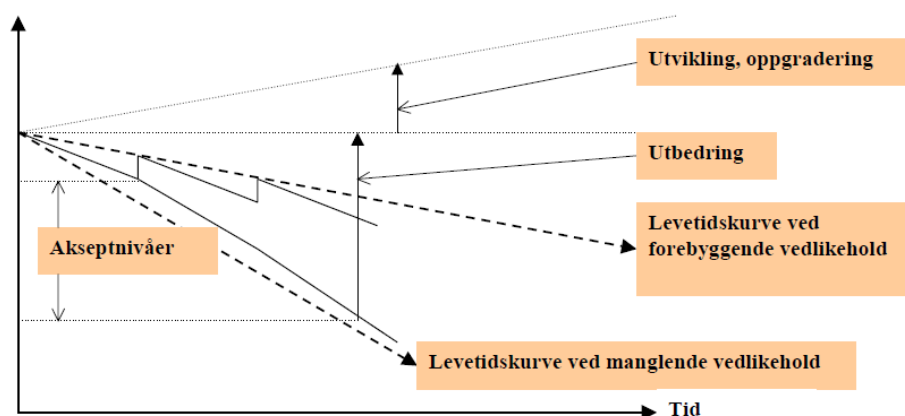 Utvikling, oppgradering
Utbedring
Levetidskurve ved
forebyggende vedlikehold
Akseptnivåer
Levetidskurve ved manglende vedlikehold
Tid